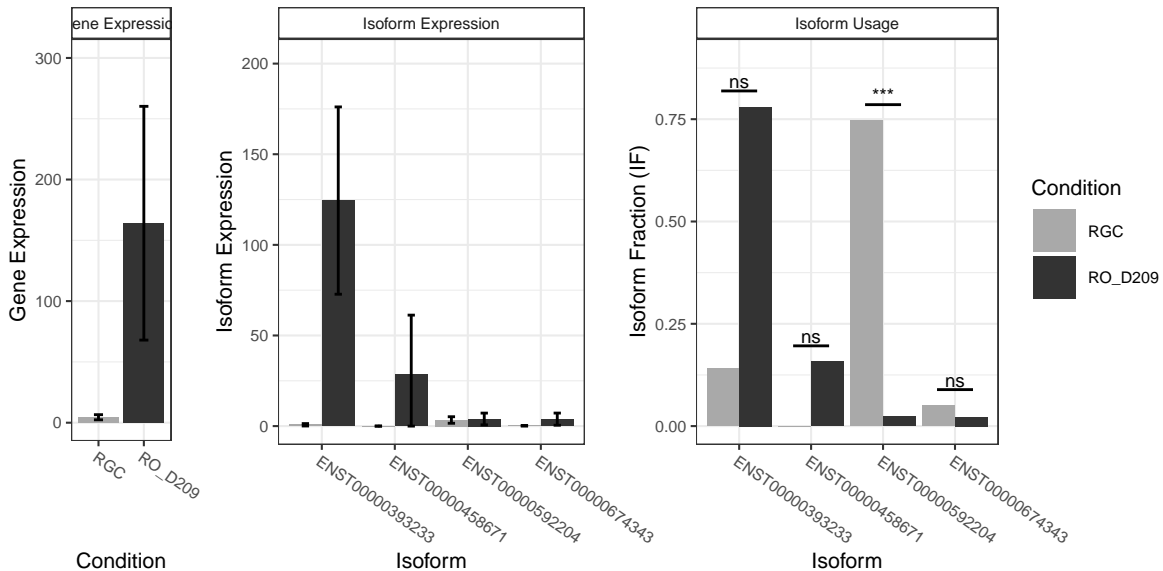 ene Expressio
Gene Expression
300
200
100
0
RGC
RO_D209
Condition
Isoform Expression
Isoform Expression
200
150
100
50
0
ENST00000393233
ENST00000458671
ENST00000592204
ENST00000674343
Isoform
Isoform Usage
Isoform Fraction (IF)
0.75
0.50
0.25
0.00
ns
ns
***
ns
ENST00000393233
ENST00000458671
ENST00000592204
ENST00000674343
Isoform
Condition
RGC
RO_D209